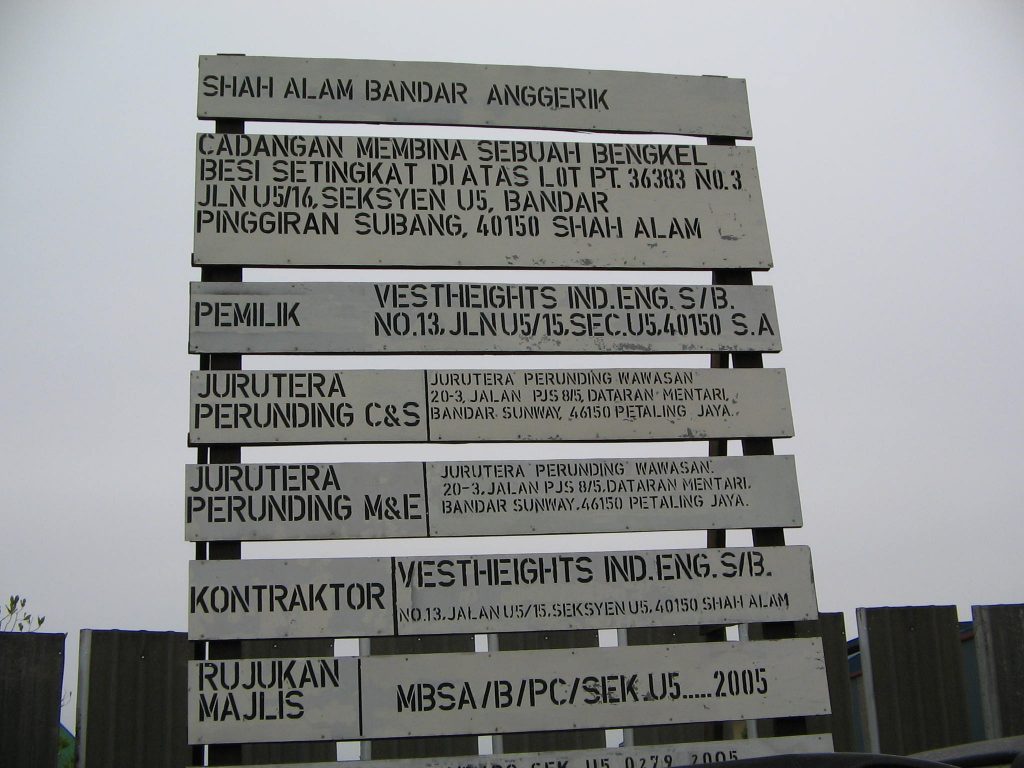 SHAH ALAM BANDAR ANGGERIK
CADANGAN MEMBINA SEBUAH BENGKEL
BESI SETINGKAT DIATAS LOT PT. 36383 NO.3
JLN U5/16, SEKSYEN U5, BANDAR
PINGGIRAN SUBANG, 40150 SHAH ALAM
PEMILIK
VESTHEIGHTS IND.ENG. S/B.
NO.13, JLN U5/15, SEC.U5, 40150 S.A
JURUTERA
PERUNDING C&S
JURUTERA PERUNDING WAWASAN
20-3, JALAN PJS 8/5, DATARAN MENTARI,
BANDAR SUNWAY, 46150 PETALING JAYA.
JURUTERA
PERUNDING M&E
JURUTERA PERUNDING WAWASAN.
20-3, JALAN PJS 8/5, DATARAN MENTARI,
BANDAR SUNWAY, 46150 PETALING JAYA.
KONTRAKTOR
VESTHEIGHTS IND.ENG. S/B.
NO.13, JALAN U5/15, SEKSYEN U5, 40150 SHAH ALAM
RUJUKAN
MAJLIS
MBSA/B/PC/SEK.U5.....2005
SEK U5 0279 2005